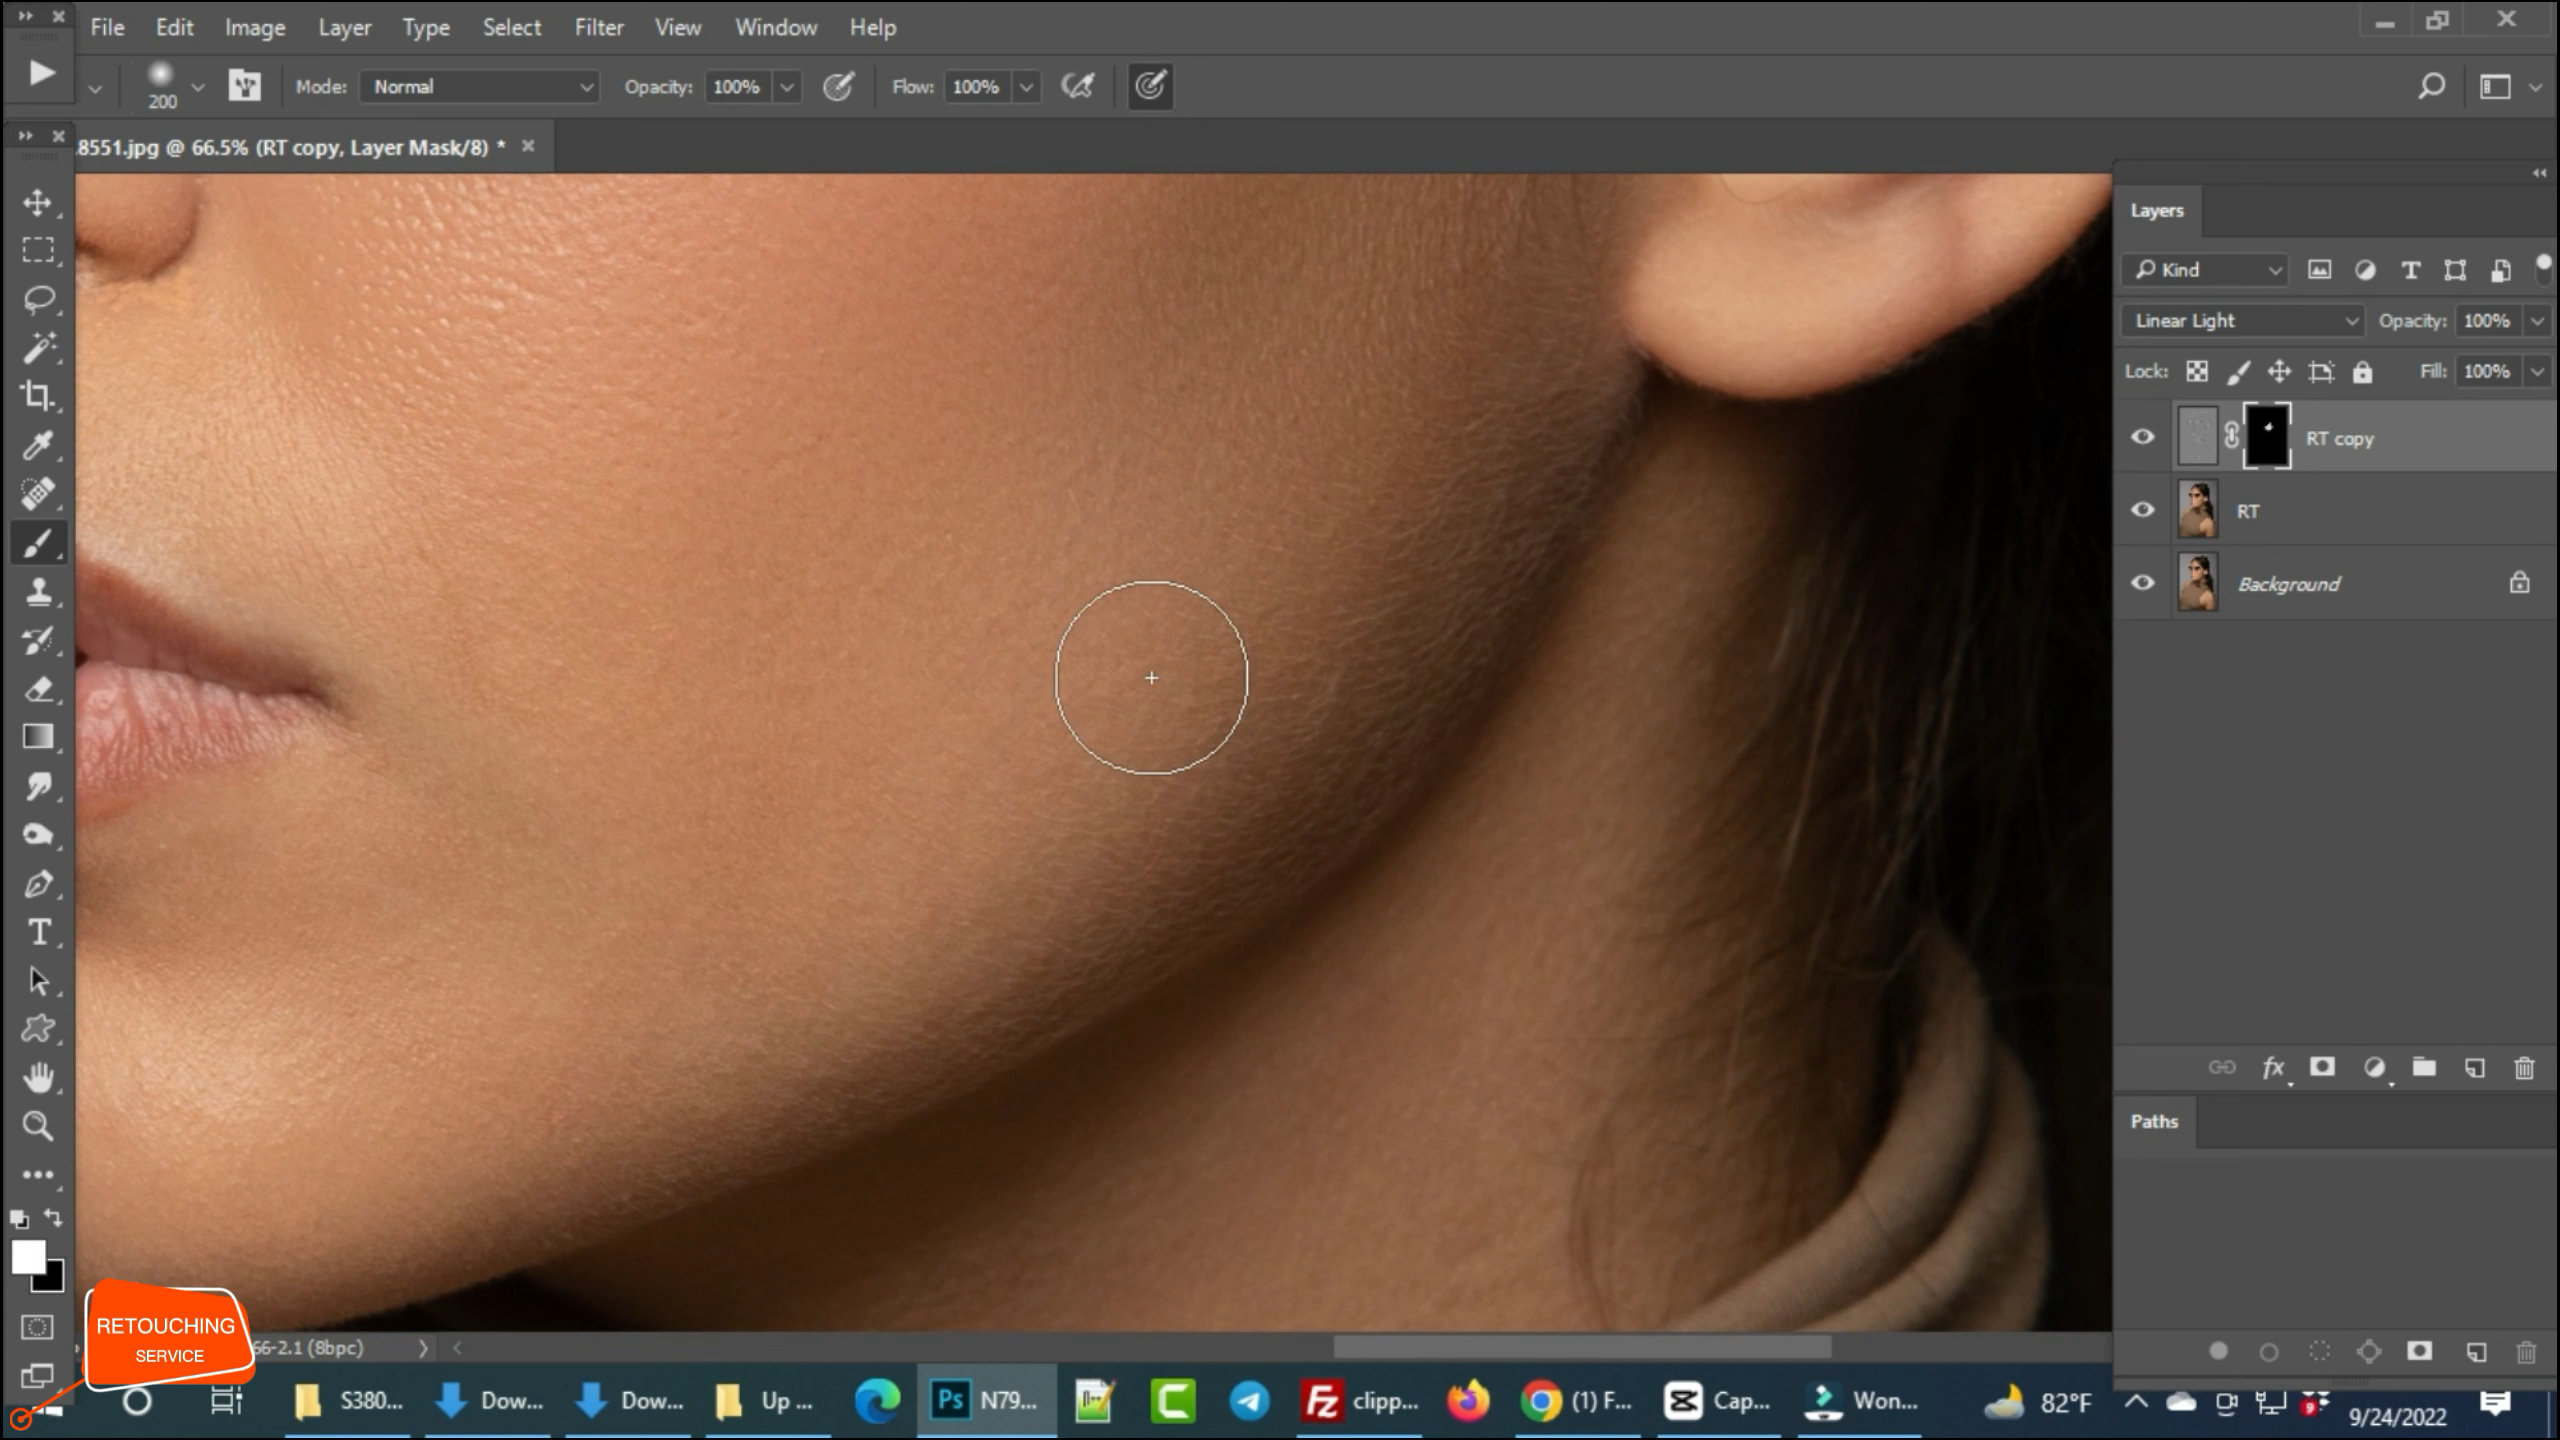 File Edit Image Layer Type Select Filter View Window Help
200 Mode: Normal Opacity: 100% Flow: 100%
.8551.jpg @ 66.5% (RT copy, Layer Mask/8) *
Layers
Kind
Linear Light Opacity: 100%
Lock: Fill: 100%
RT copy
RT
Background
Paths
RETOUCHING
SERVICE
66-2.1 (8bpc)
S380... Dow... Dow... Up ... Ps N79... Fz clipp... (1) F... Cap... Won... 82°F 9
9/24/2022